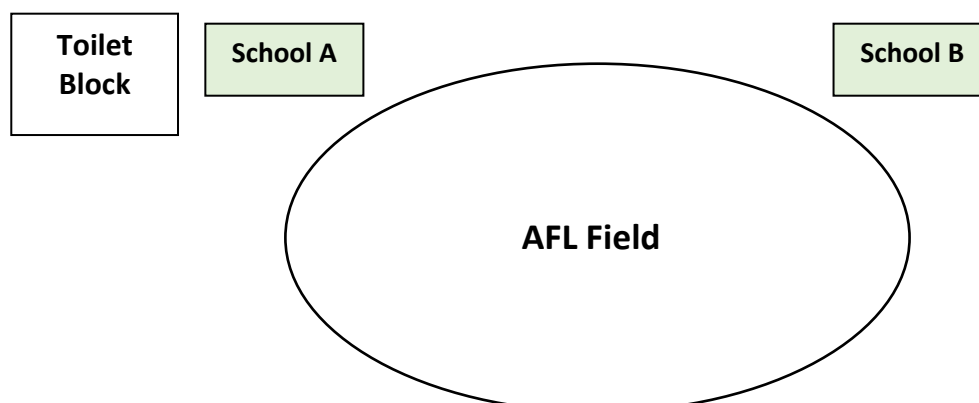 Toilet
Block
School A
School B
AFL Field